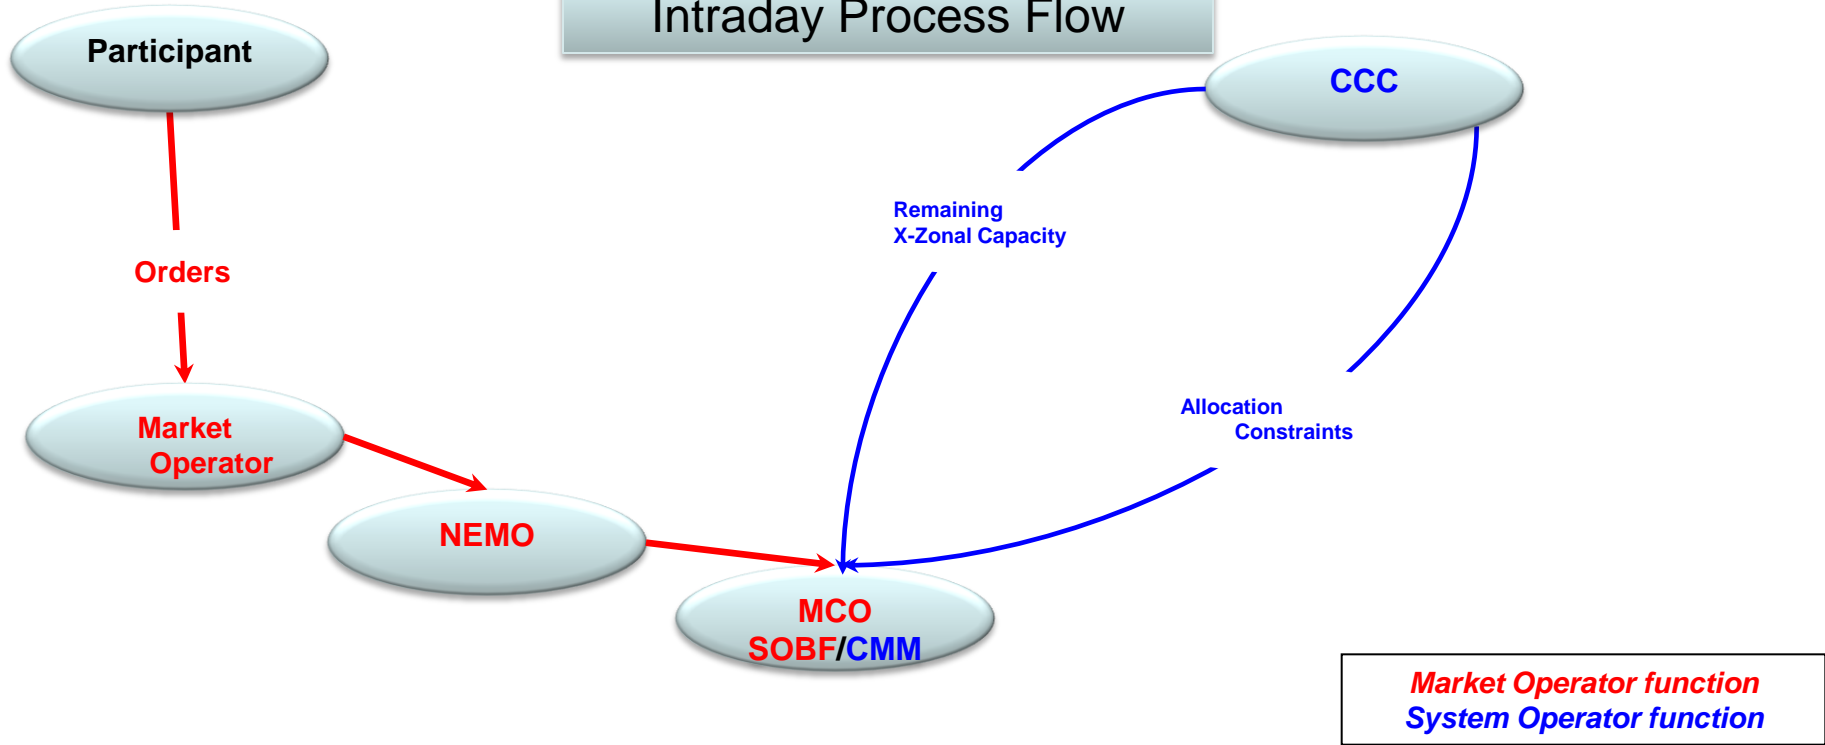 Intraday Process Flow
Participant
CCC
Remaining
X-Zonal Capacity
Orders
Allocation
Constraints
Market
Operator
NEMO
MCO
SOBF/CMM
Market Operator function
System Operator function